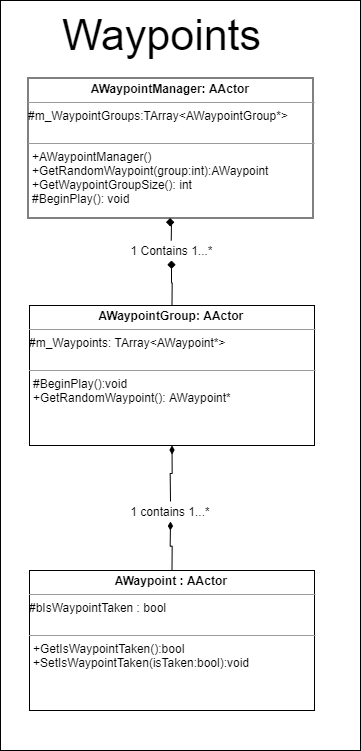 Waypoints
AWaypointManager: AActor
#m_WaypointGroups:TArray<AWaypointGroup*>
+AWaypointManager()
+GetRandomWaypoint(group:int):AWaypoint
+GetWaypointGroupSize(): int
#BeginPlay(): void
1 Contains 1...*
AWaypointGroup: AActor
#m_Waypoints: TArray<AWaypoint*>
#BeginPlay():void
+GetRandomWaypoint(): AWaypoint*
1 contains 1...*
AWaypoint : AActor
#bIsWaypointTaken : bool
+GetIsWaypointTaken():bool
+SetIsWaypointTaken(isTaken:bool):void